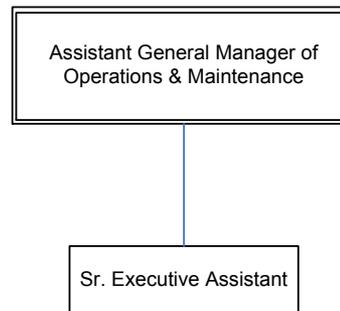 Assistant General Manager of
Operations & Maintenance
Sr. Executive Assistant